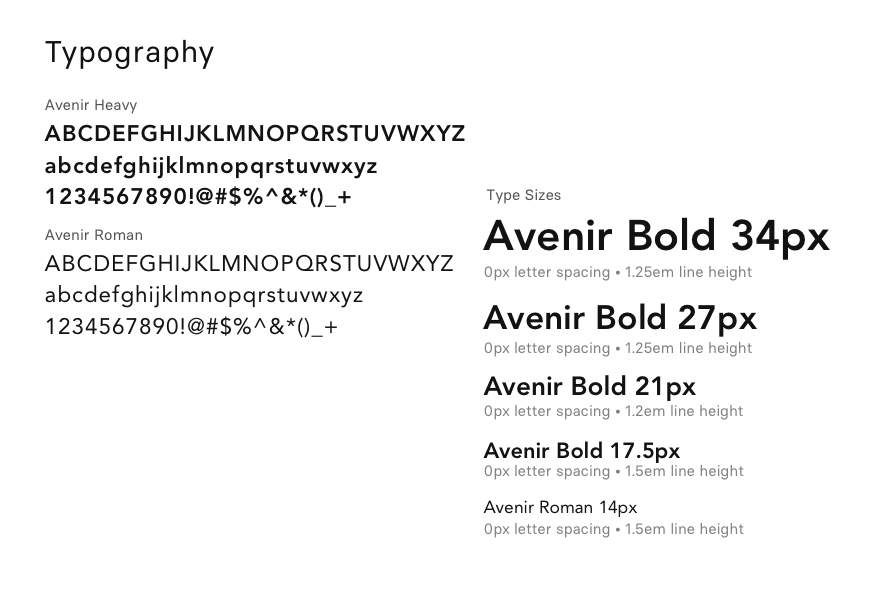 Typography
Avenir Heavy
ABCDEFGHIJKLMNOPQRSTUVWXYZ
abcdefghijklmnopqrstuvwxyz
1234567890!@#$%^&*()_+
Avenir Roman
ABCDEFGHIJKLMNOPQRSTUVWXYZ
abcdefghijklmnopqrstuvwxyz
1234567890!@#$%^&*()_+
Type Sizes
Avenir Bold 34px
0px letter spacing • 1.25em line height
Avenir Bold 27px
0px letter spacing • 1.25em line height
Avenir Bold 21px
0px letter spacing • 1.2em line height
Avenir Bold 17.5px
0px letter spacing • 1.5em line height
Avenir Roman 14px
0px letter spacing • 1.5em line height